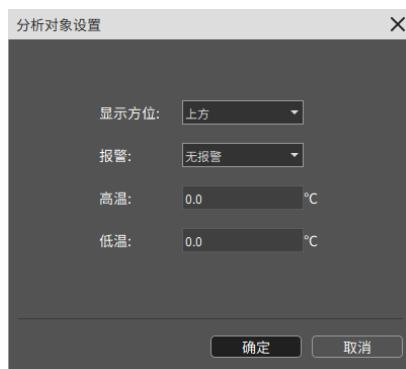 分析对象设置
显示方位: 上方
报警: 无报警
高温: 0.0 °C
低温: 0.0 °C
确定 取消